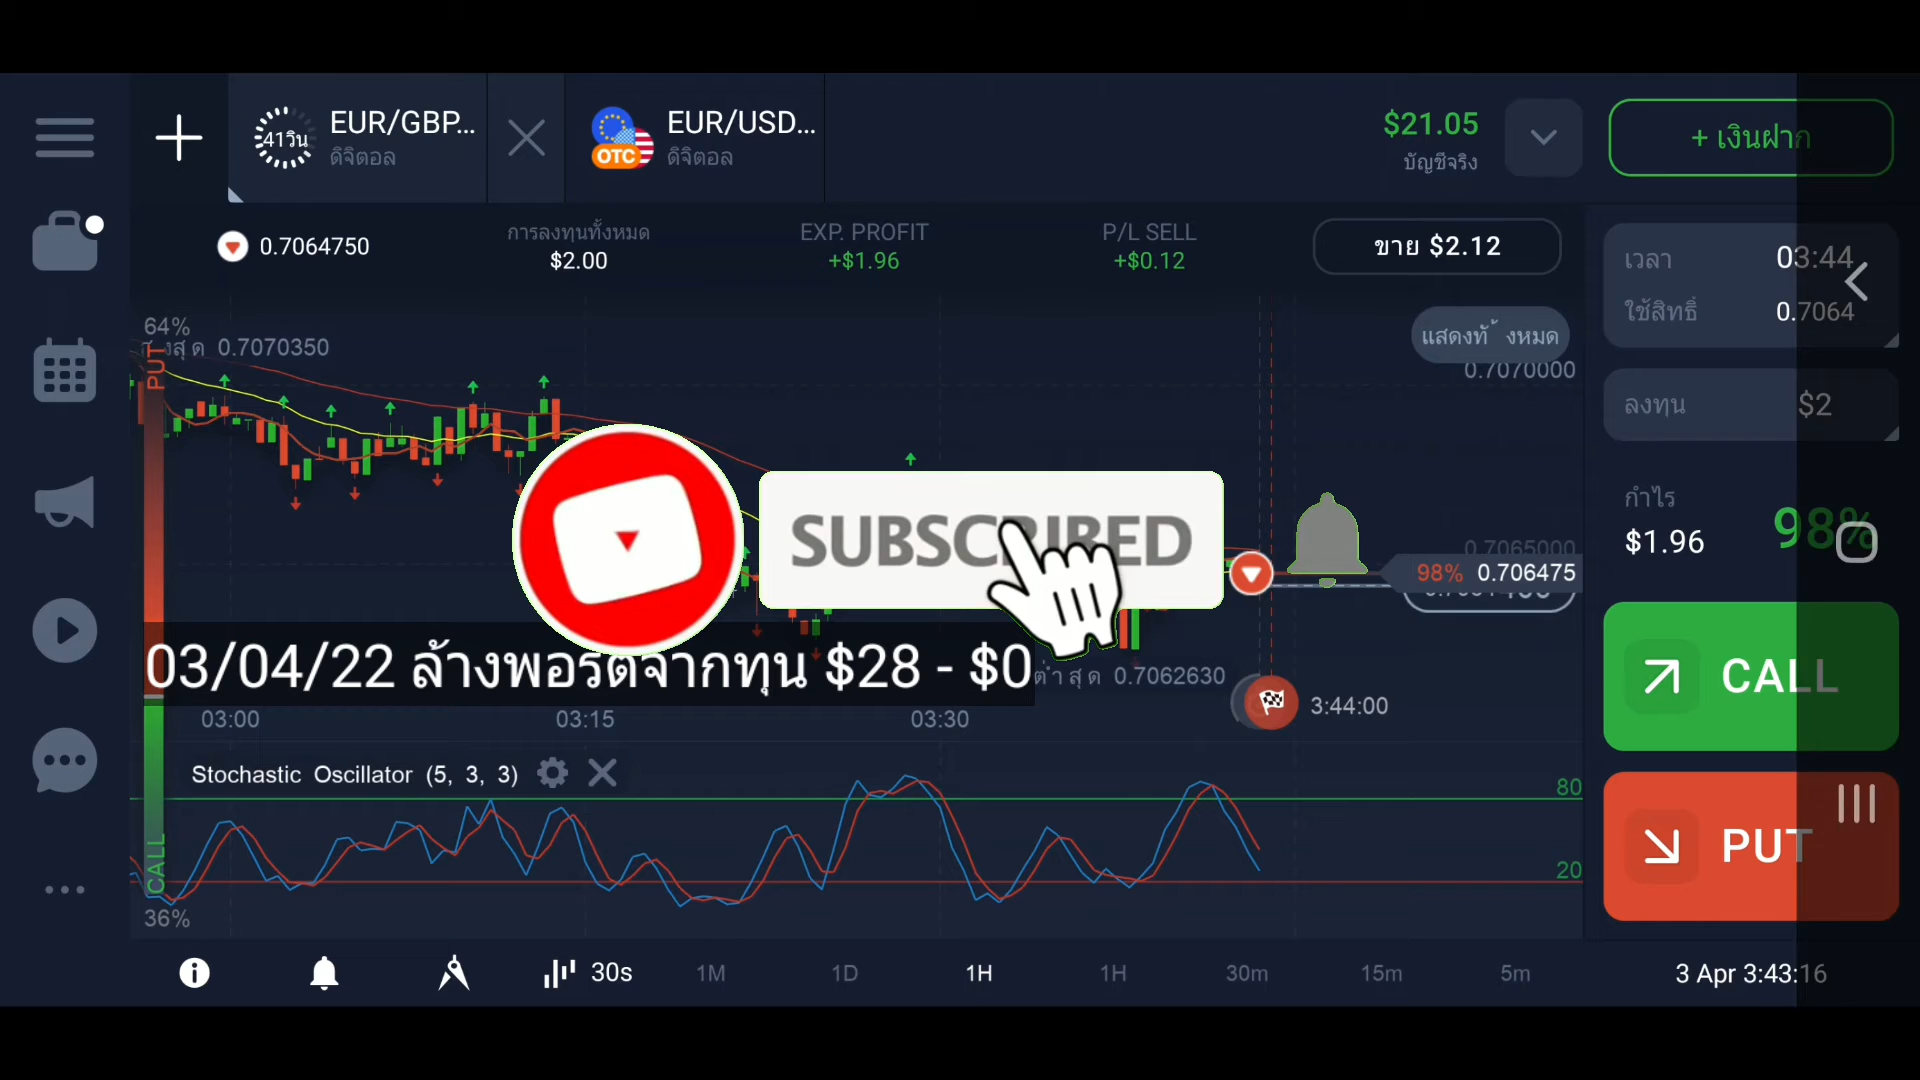 41วิน
EUR/GBP...
ดิจิตอล
OTC
EUR/USD...
ดิจิตอล
$21.05
บัญชีจริง
+ เงินฝาก
0.7064750
การลงทุนทั้งหมด
$2.00
EXP. PROFIT
+$1.96
P/L SELL
+$0.12
ขาย $2.12
เวลา
03:44
ใช้สิทธิ์
0.7064
64%
0.7070350
แสดงทั้งหมด
0.7070000
PUT
ลงทุน
$2
กำไร
$1.96
98%
SUBSCRIBED
0.7065000
98% 0.706475
03/04/22 ล้างพอร์ตจากทุน $28 - $0
ต่ำสุด 0.7062630
CALL
03:00
03:15
03:30
3:44:00
Stochastic Oscillator (5, 3, 3)
80
20
PUT
CALL
36%
30s
1M
1D
1H
1H
30m
15m
5m
3 Apr 3:43:16